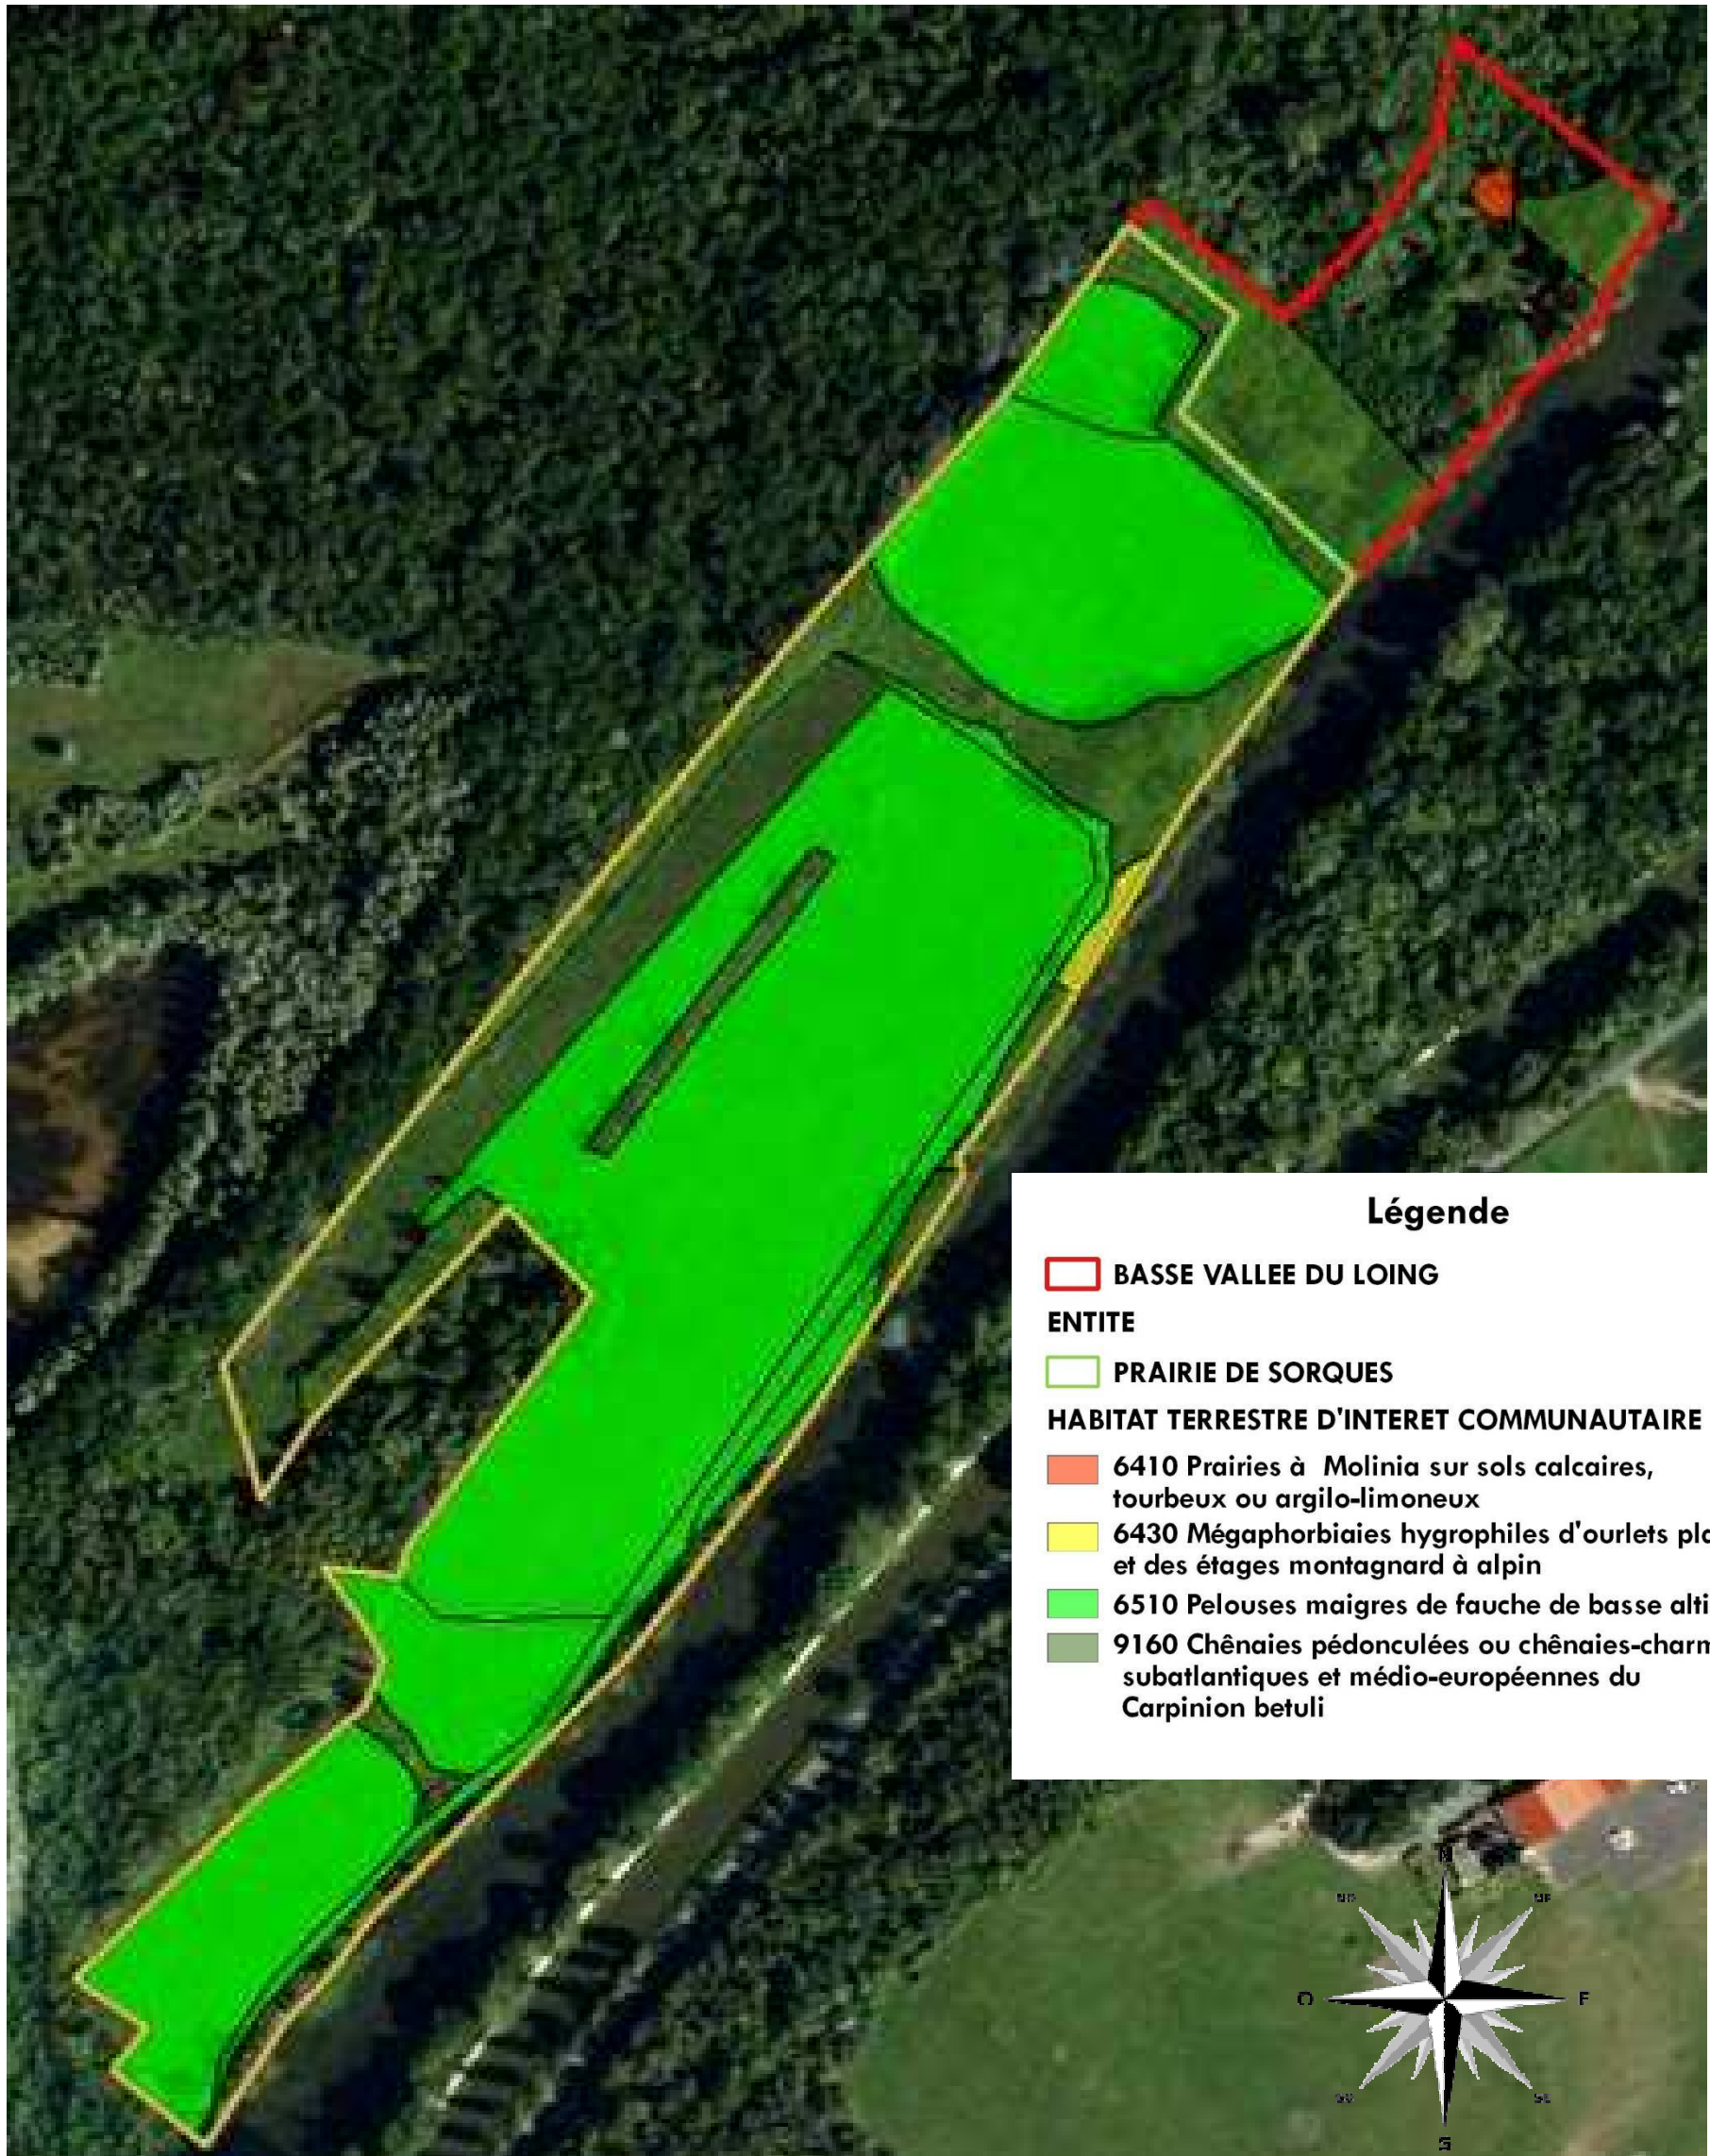 Légende
BASSE VALLEE DU LOING
ENTITE
PRAIRIE DE SORQUES
HABITAT TERRESTRE D'INTERET COMMUNAUTAIRE
6410 Prairies à Molinia sur sols calcaires,
tourbeux ou argilo-limoneux
6430 Mégaphorbiaies hygrophiles d'ourlets pla
et des étages montagnard à alpin
6510 Pelouses maigres de fauche de basse alti
9160 Chênaies pédonculées ou chênaies-charm
subatlantiques et médio-européennes du
Carpinion betuli
N
O
S